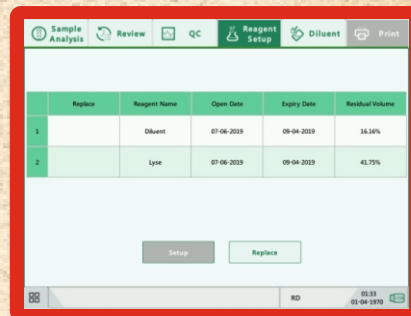 Sample Analysis Review QC Reagent Setup Diluent Print
Replace Reagent Name Open Date Expiry Date Residual Volume
1 Diluent 07-06-2019 09-04-2019 16.16%
2 Lyse 07-06-2019 09-04-2019 41.75%
Setup Replace
RD 01:33
01-04-1970